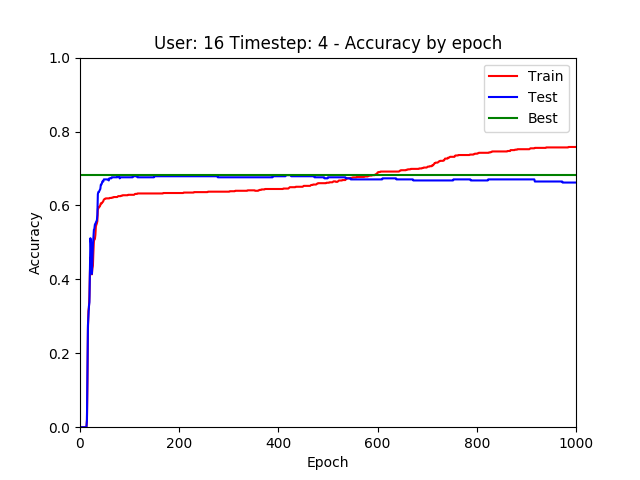 User: 16 Timestep: 4 - Accuracy by epoch
1.0
0.8
0.6
0.4
0.2
0.0
Accuracy
0 200 400 600 800 1000
Epoch
Train
Test
Best